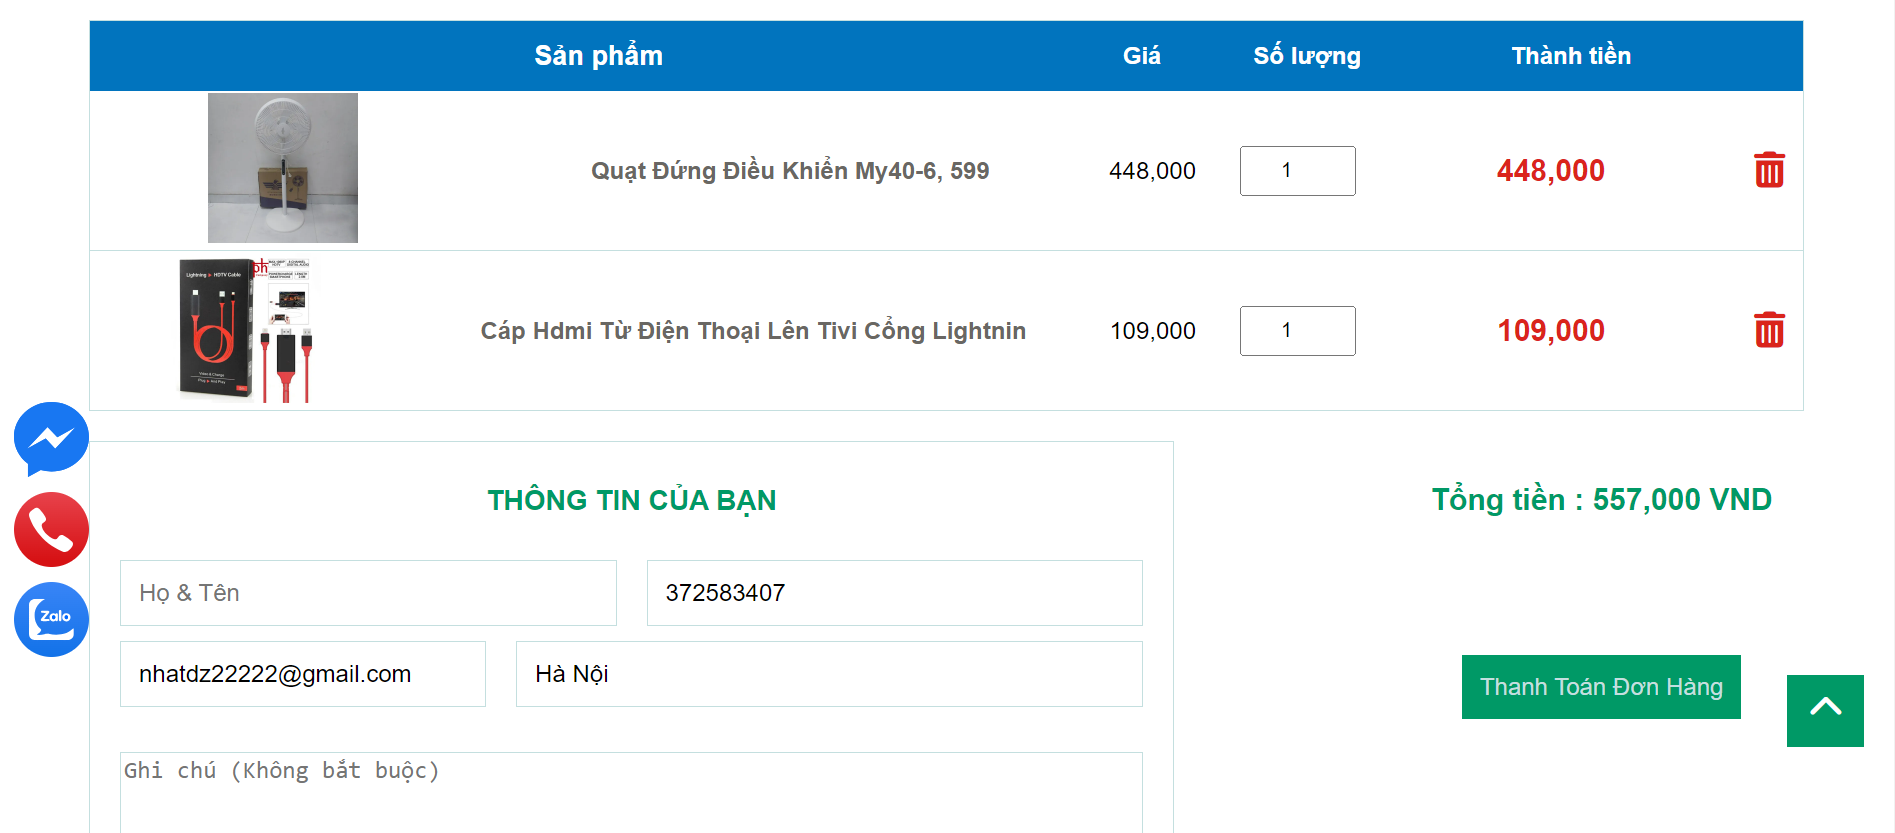 Sản phẩm Giá Số lượng Thành tiền
Quạt Đứng Điều Khiển My40-6, 599 448,000 1 448,000
Lightning HDTV Cable
Cáp Hdmi Từ Điện Thoại Lên Tivi Cổng Lightnin 109,000 1 109,000
THÔNG TIN CỦA BẠN
Tổng tiền : 557,000 VND
Họ & Tên
372583407
Zalo
nhatdz22222@gmail.com
Hà Nội
Thanh Toán Đơn Hàng
Ghi chú (Không bắt buộc)